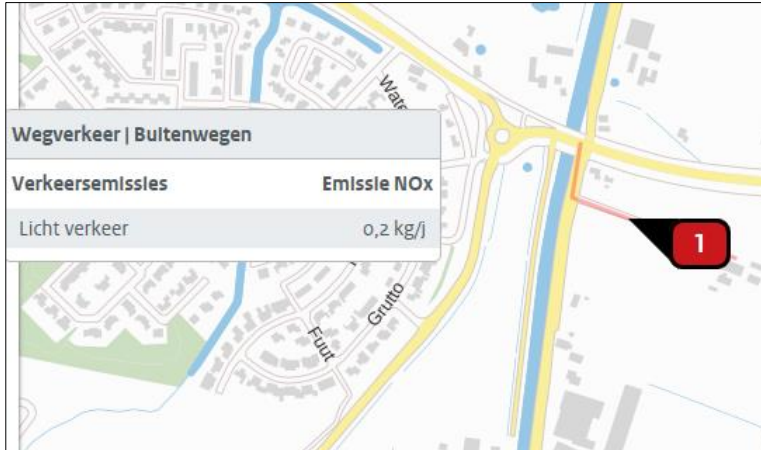 Wegverkeer | Buitenwegen
Verkeersemissies Emissie NOx
Licht verkeer 0,2 kg/j
1
Grutto
Fuut